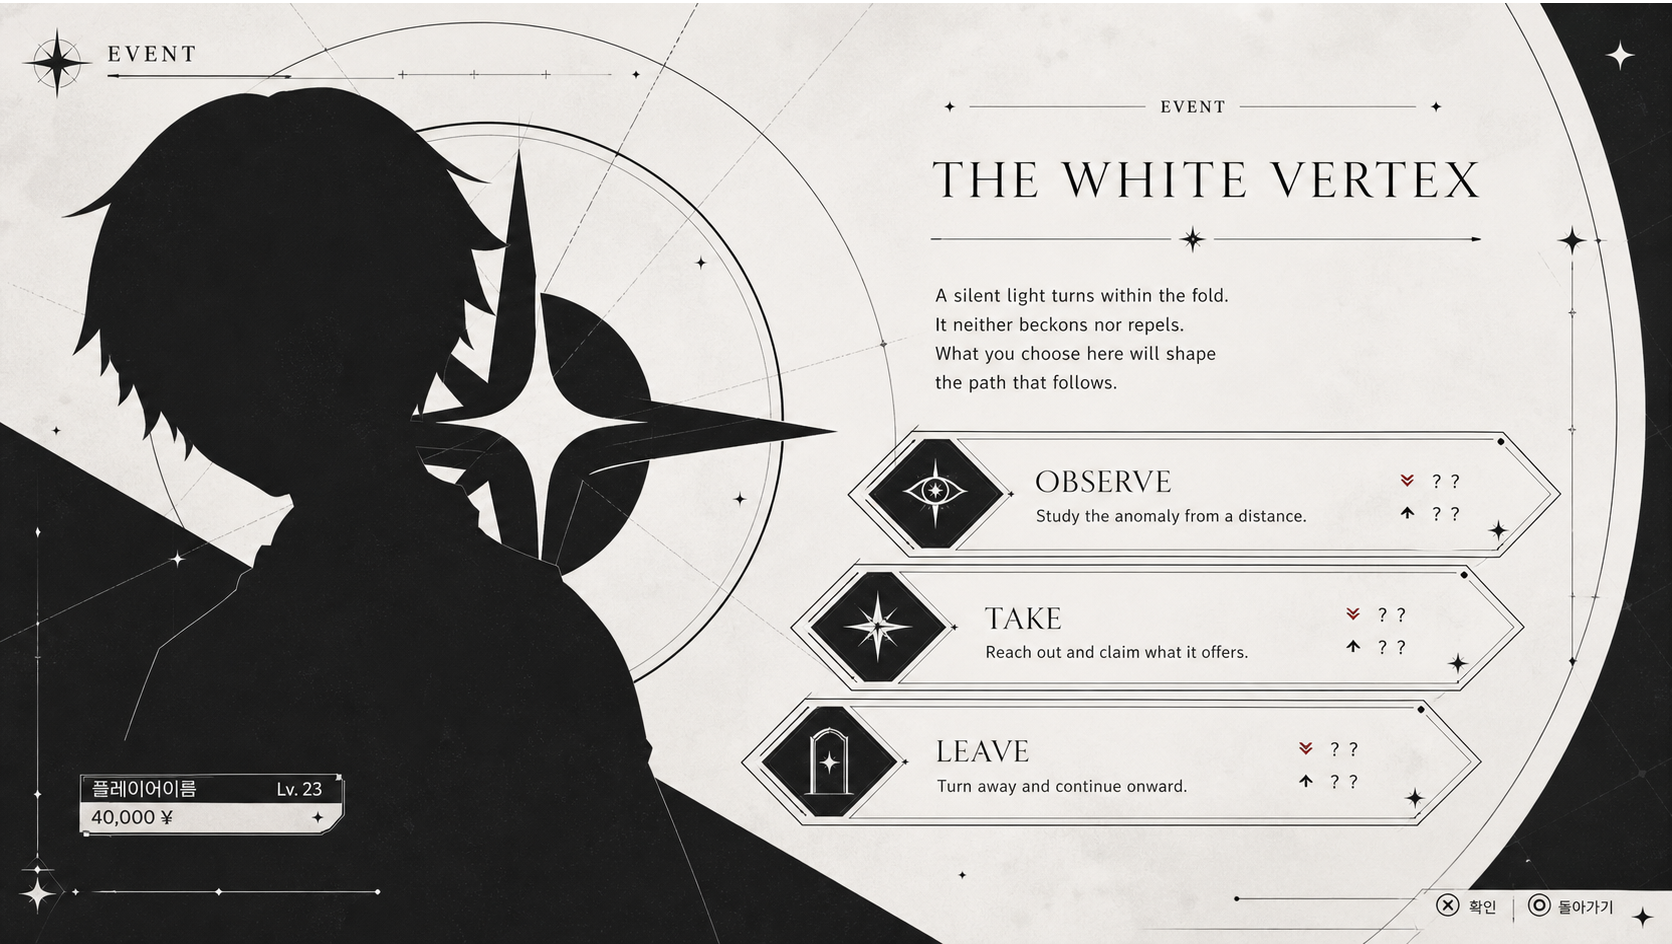 EVENT
EVENT
THE WHITE VERTEX
A silent light turns within the fold.
It neither beckons nor repels.
What you choose here will shape
the path that follows.
OBSERVE
Study the anomaly from a distance.
? ?
? ?
TAKE
Reach out and claim what it offers.
? ?
? ?
LEAVE
Turn away and continue onward.
? ?
? ?
플레이어이름 Lv. 23
40,000 ¥
확인 돌아가기